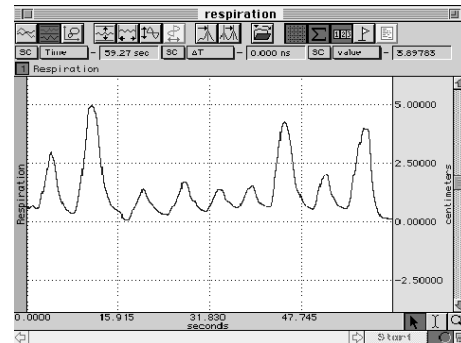 respiration
SC Time = 59.27 sec SC ΔT = 0.000 ns SC value = 3.89783
1 Respiration
5.00000
2.50000
0.00000
-2.50000
Respiration
centimeters
0.0000 15.915 31.830 47.745
seconds
Start